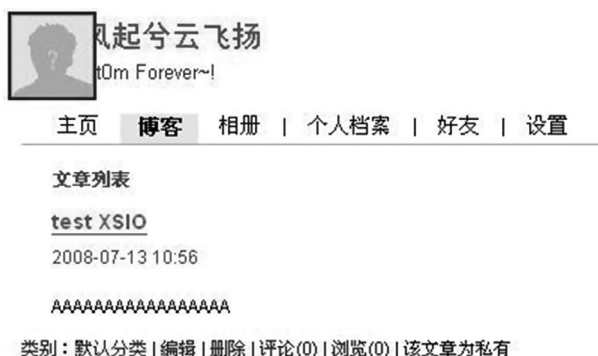 风起兮云飞扬
t0m Forever~!
主页 博客 相册 | 个人档案 | 好友 | 设置
文章列表
test XSIO
2008-07-13 10:56
AAAAAAAAAAAAAAAAA
类别：默认分类 | 编辑 | 删除 | 评论(0) | 浏览(0) | 该文章为私有